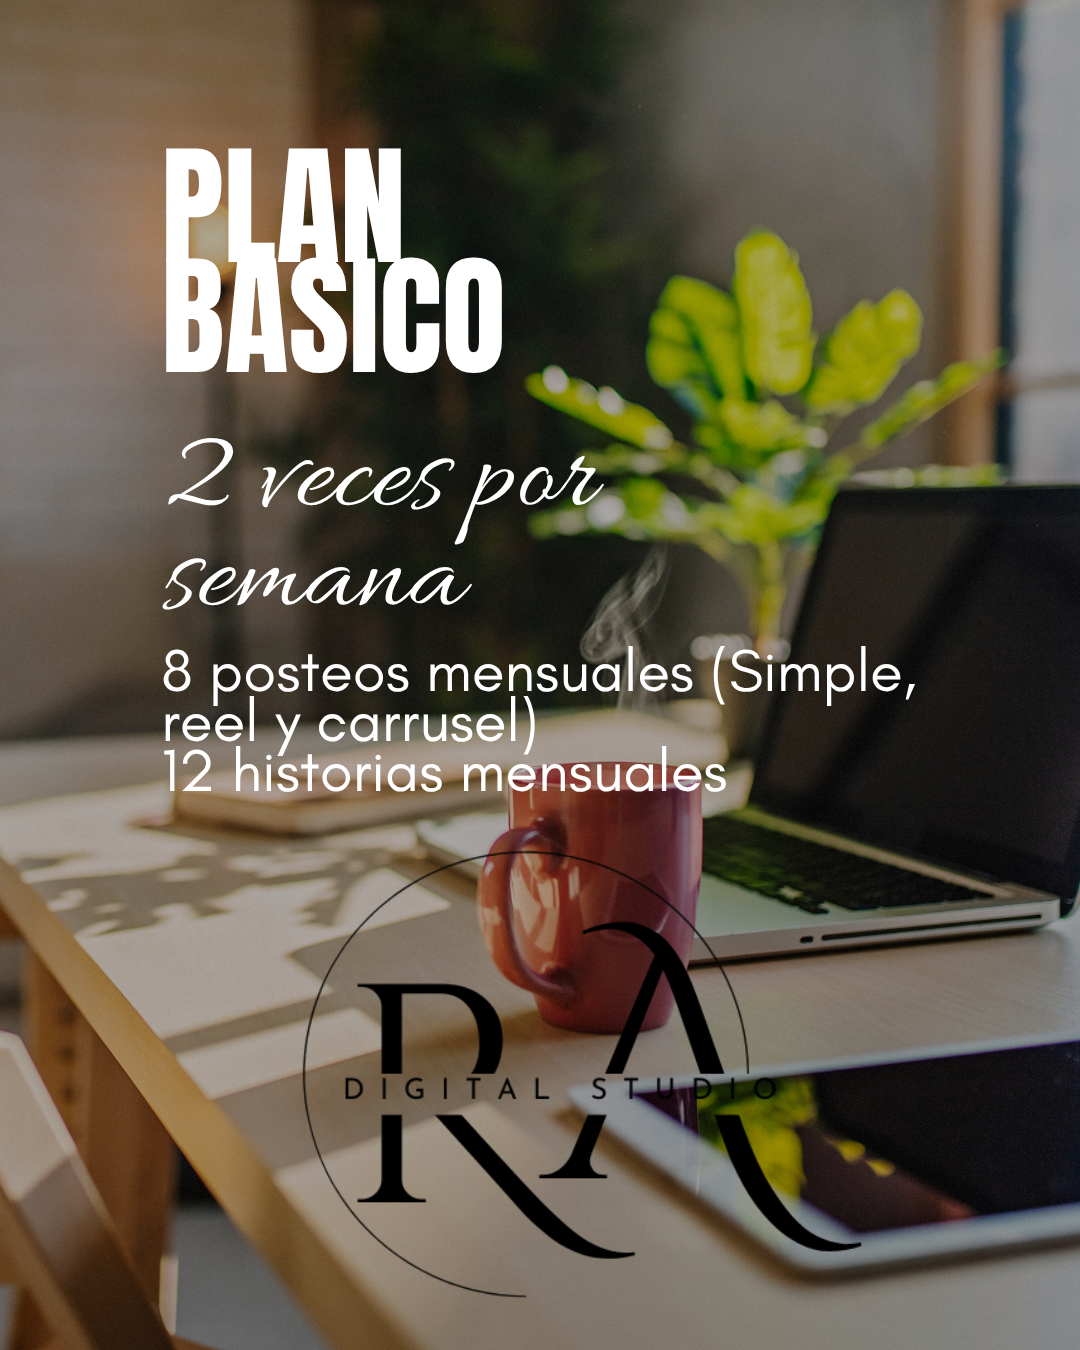 PLAN
BASICO
2 veces por
semana
8 posteos mensuales (Simple,
reel y carrusel)
12 historias mensuales
RA
DIGITAL STUDIO